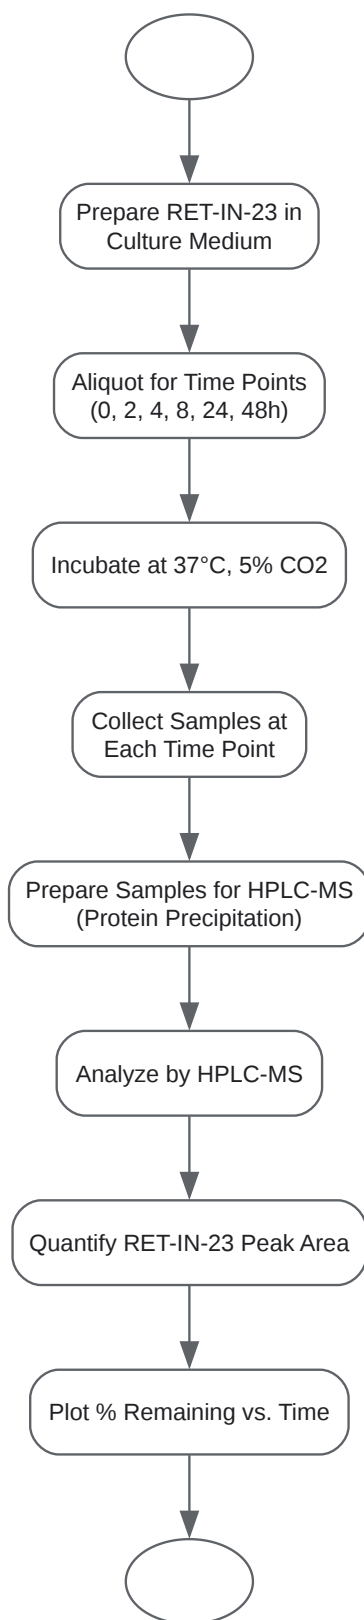 Prepare RET-IN-23 in
Culture Medium
Aliquot for Time Points
(0, 2, 4, 8, 24, 48h)
Incubate at 37°C, 5% CO2
Collect Samples at
Each Time Point
Prepare Samples for HPLC-MS
(Protein Precipitation)
Analyze by HPLC-MS
Quantify RET-IN-23 Peak Area
Plot % Remaining vs. Time